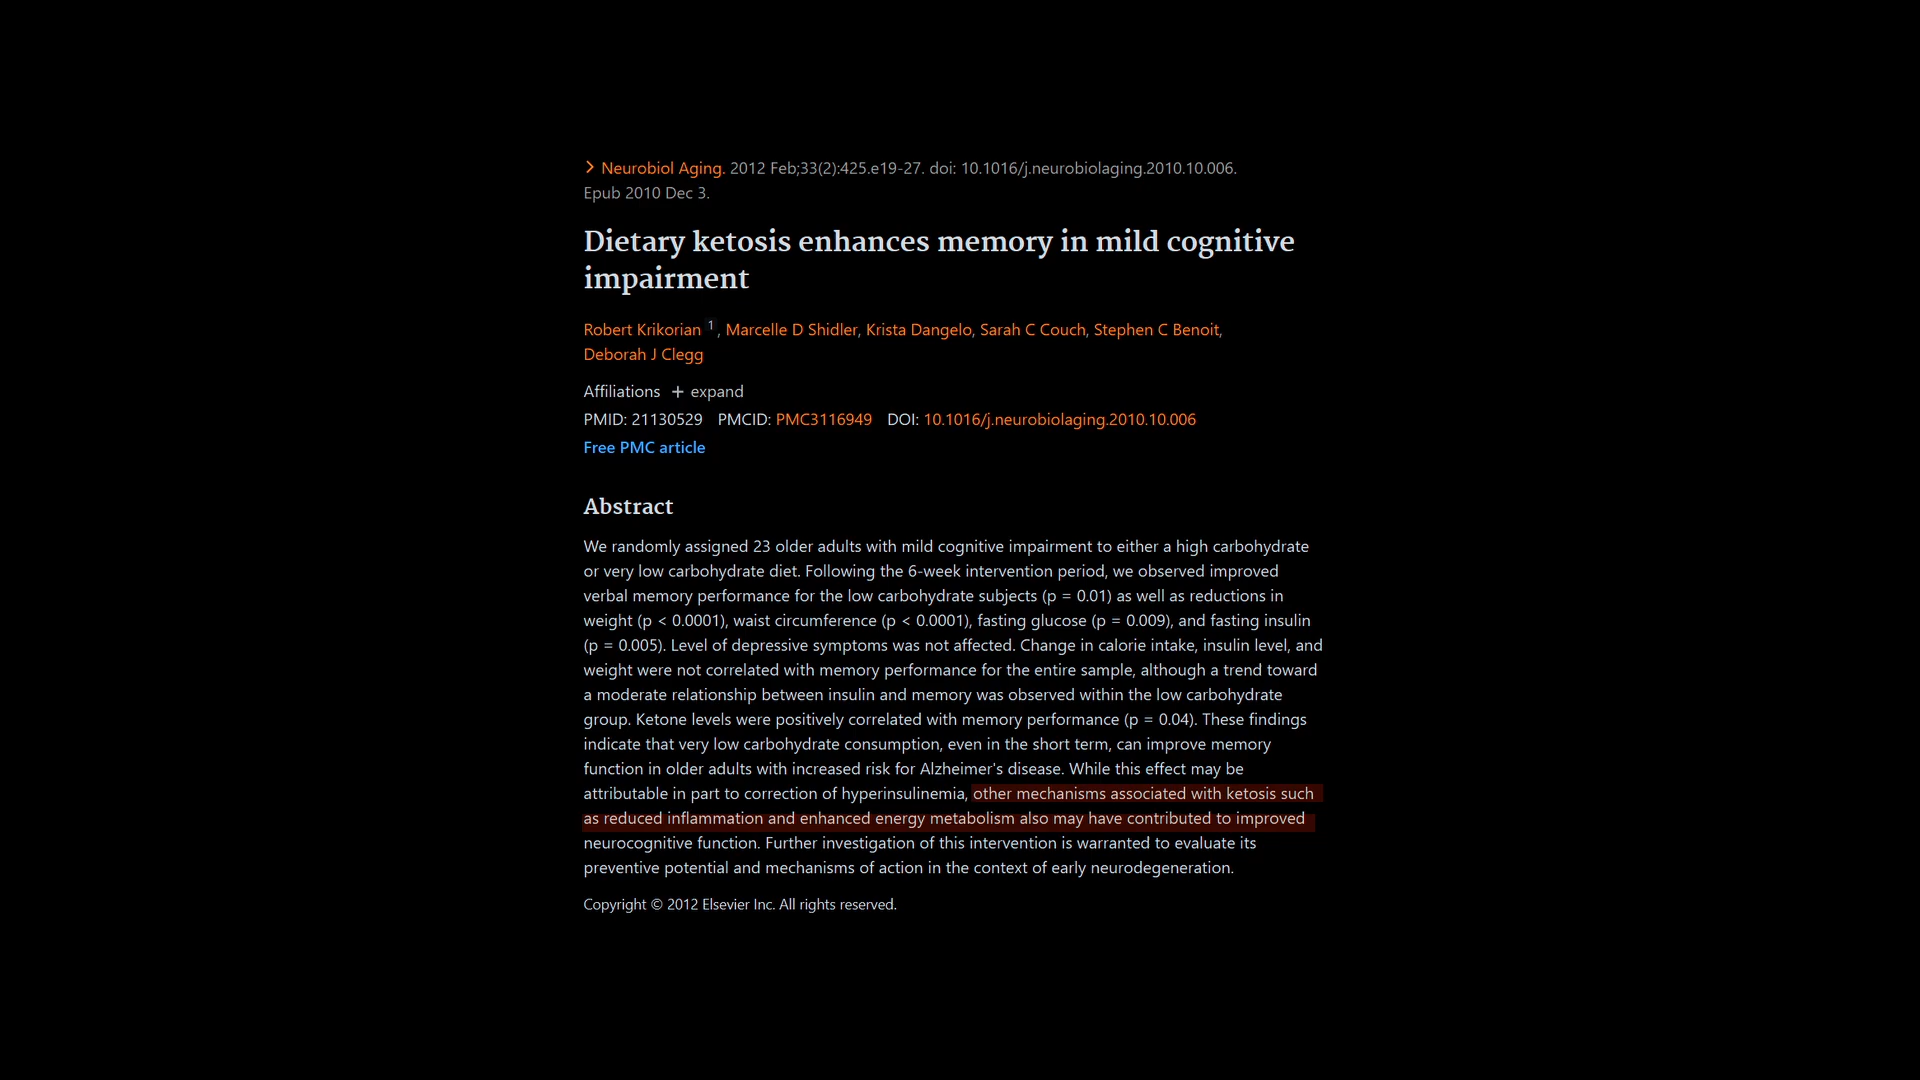 > Neurobiol Aging. 2012 Feb;33(2):425.e19-27. doi: 10.1016/j.neurobiolaging.2010.10.006.
Epub 2010 Dec 3.
Dietary ketosis enhances memory in mild cognitive
impairment
Robert Krikorian 1, Marcelle D Shidler, Krista Dangelo, Sarah C Couch, Stephen C Benoit,
Deborah J Clegg
Affiliations + expand
PMID: 21130529 PMCID: PMC3116949 DOI: 10.1016/j.neurobiolaging.2010.10.006
Free PMC article
Abstract
We randomly assigned 23 older adults with mild cognitive impairment to either a high carbohydrate
or very low carbohydrate diet. Following the 6-week intervention period, we observed improved
verbal memory performance for the low carbohydrate subjects (p = 0.01) as well as reductions in
weight (p < 0.0001), waist circumference (p < 0.0001), fasting glucose (p = 0.009), and fasting insulin
(p = 0.005). Level of depressive symptoms was not affected. Change in calorie intake, insulin level, and
weight were not correlated with memory performance for the entire sample, although a trend toward
a moderate relationship between insulin and memory was observed within the low carbohydrate
group. Ketone levels were positively correlated with memory performance (p = 0.04). These findings
indicate that very low carbohydrate consumption, even in the short term, can improve memory
function in older adults with increased risk for Alzheimer's disease. While this effect may be
attributable in part to correction of hyperinsulinemia, other mechanisms associated with ketosis such
as reduced inflammation and enhanced energy metabolism also may have contributed to improved
neurocognitive function. Further investigation of this intervention is warranted to evaluate its
preventive potential and mechanisms of action in the context of early neurodegeneration.
Copyright © 2012 Elsevier Inc. All rights reserved.